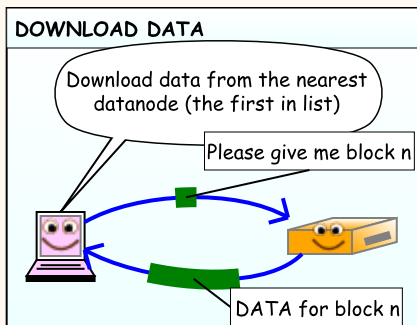 DOWNLOAD DATA
Download data from the nearest
datanode (the first in list)
Please give me block n
DATA for block n